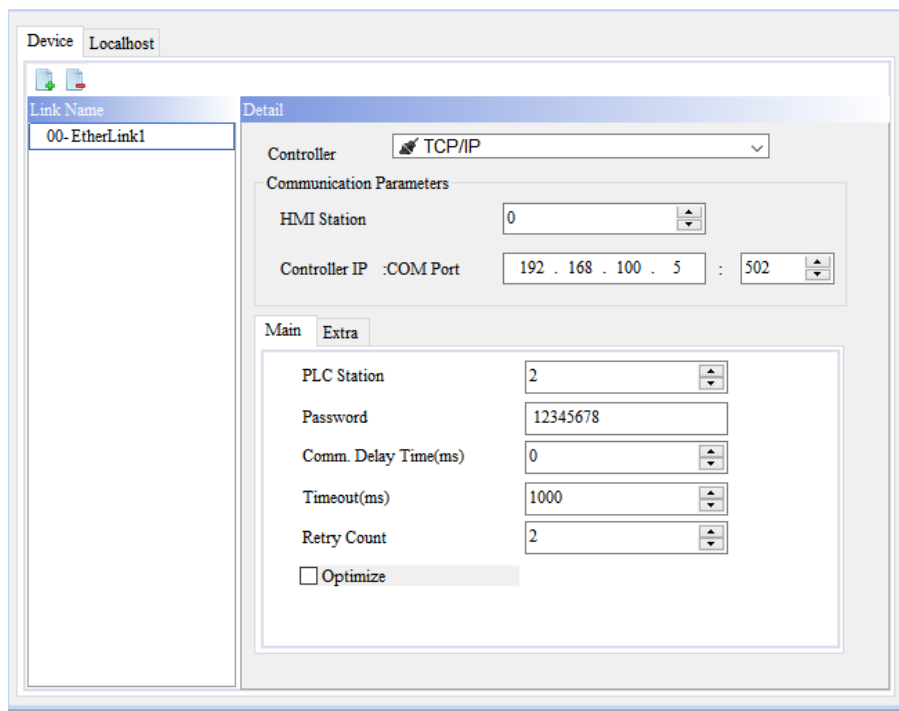 Device Localhost
Link Name Detail
00-EtherLink1
Controller TCP/IP
Communication Parameters
HMI Station 0
Controller IP :COM Port 192 . 168 . 100 . 5 : 502
Main Extra
PLC Station 2
Password 12345678
Comm. Delay Time(ms) 0
Timeout(ms) 1000
Retry Count 2
Optimize